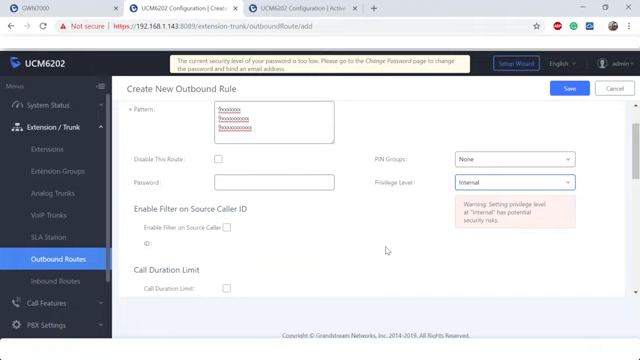 GWN7000
UCM6202 Configuration | Creat
UCM6202 Configuration | Active
Not secure | https://192.168.1.143:8089/extension-trunk/outboundRoute/add
UCM6202
The current security level of your password is too low. Please go to the Change Password page to change
the password and bind an email address.
Setup Wizard
English
admin
Menus
System Status
Extension / Trunk
Extensions
Extension Groups
Analog Trunks
VoIP Trunks
SLA Station
Outbound Routes
Inbound Routes
Call Features
PBX Settings
Create New Outbound Rule
Save
Cancel
* Pattern :
9xxxxxxx
9xxxxxxxxxx
9xxxxxxxxxxx
Disable This Route :
PIN Groups:
None
Password :
Privilege Level :
Internal
Warning: Setting privilege level
at "Internal" has potential
security risks.
Enable Filter on Source Caller ID
Enable Filter on Source Caller
ID:
Call Duration Limit
Call Duration Limit:
Copyright © Grandstream Networks, Inc. 2014-2019. All Rights Reserved.